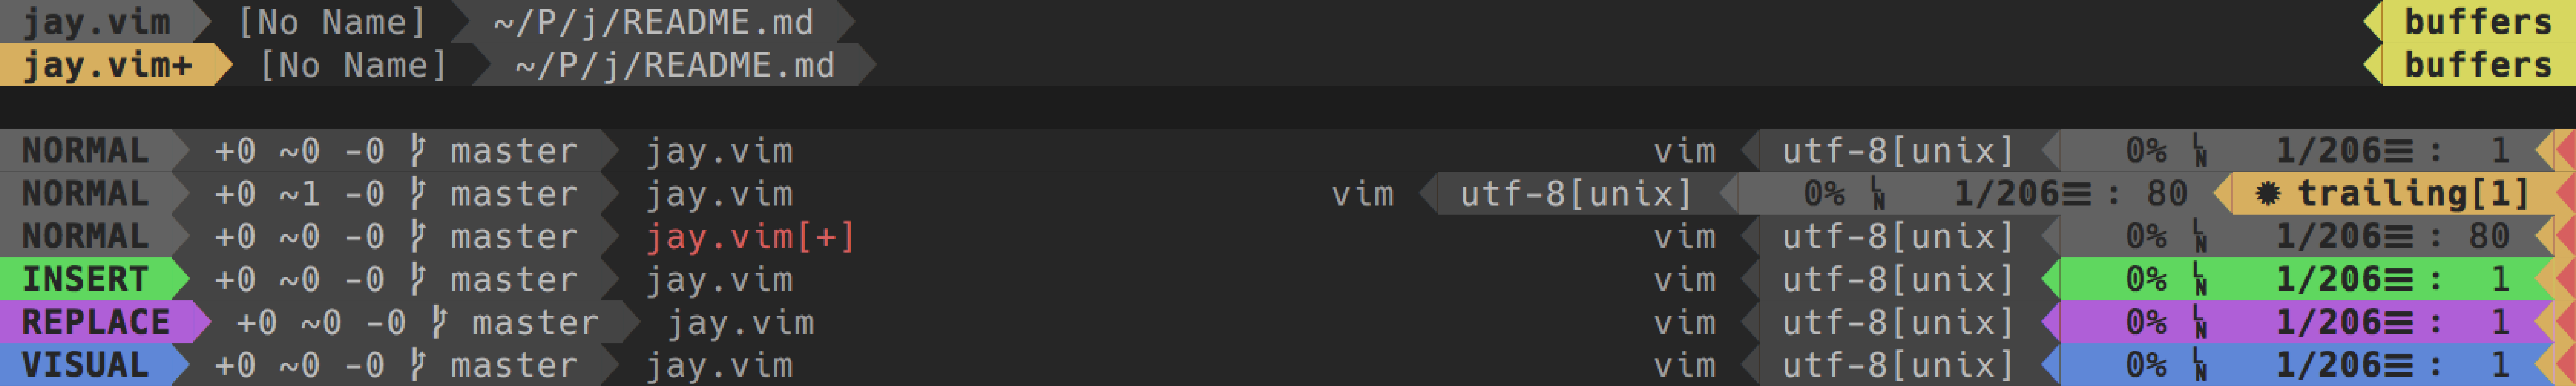 jay.vim [No Name] ~/P/j/README.md buffers
jay.vim+ [No Name] ~/P/j/README.md buffers
NORMAL +0 ~0 -0  master jay.vim vim utf-8[unix] 0%  1/206☰ : 1
NORMAL +0 ~1 -0  master jay.vim vim utf-8[unix] 0%  1/206☰ : 80 ✹ trailing[1]
NORMAL +0 ~0 -0  master jay.vim[+] vim utf-8[unix] 0%  1/206☰ : 80
INSERT +0 ~0 -0  master jay.vim vim utf-8[unix] 0%  1/206☰ : 1
REPLACE +0 ~0 -0  master jay.vim vim utf-8[unix] 0%  1/206☰ : 1
VISUAL +0 ~0 -0  master jay.vim vim utf-8[unix] 0%  1/206☰ : 1